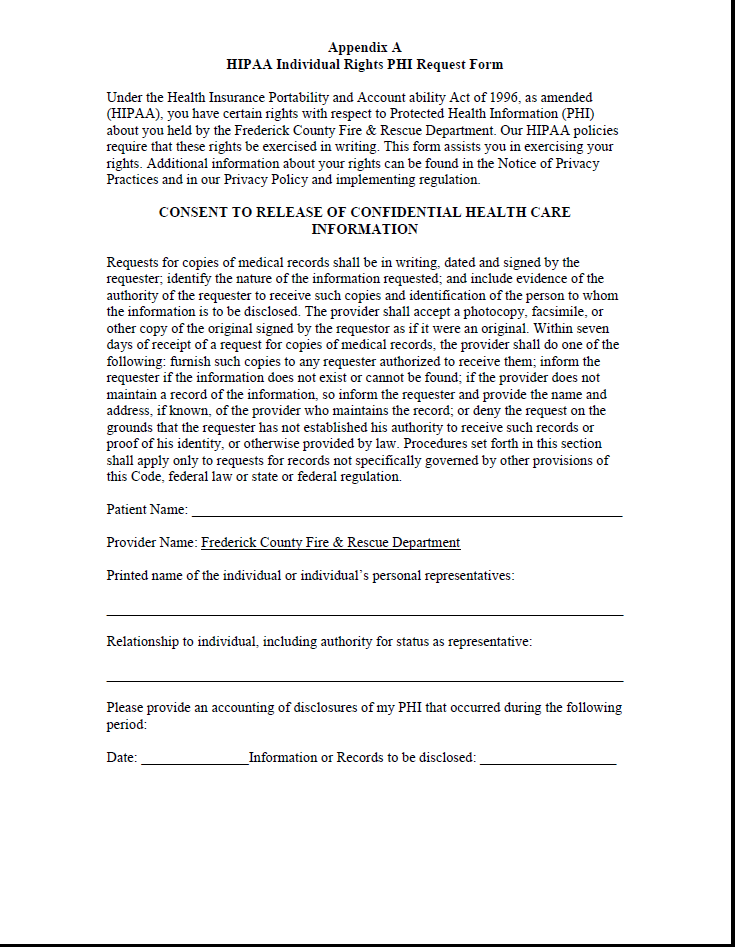 Appendix A
HIPAA Individual Rights PHI Request Form
Under the Health Insurance Portability and Account ability Act of 1996, as amended
(HIPAA), you have certain rights with respect to Protected Health Information (PHI)
about you held by the Frederick County Fire & Rescue Department. Our HIPAA policies
require that these rights be exercised in writing. This form assists you in exercising your
rights. Additional information about your rights can be found in the Notice of Privacy
Practices and in our Privacy Policy and implementing regulation.
CONSENT TO RELEASE OF CONFIDENTIAL HEALTH CARE
INFORMATION
Requests for copies of medical records shall be in writing, dated and signed by the
requester; identify the nature of the information requested; and include evidence of the
authority of the requester to receive such copies and identification of the person to whom
the information is to be disclosed. The provider shall accept a photocopy, facsimile, or
other copy of the original signed by the requestor as if it were an original. Within seven
days of receipt of a request for copies of medical records, the provider shall do one of the
following: furnish such copies to any requester authorized to receive them; inform the
requester if the information does not exist or cannot be found; if the provider does not
maintain a record of the information, so inform the requester and provide the name and
address, if known, of the provider who maintains the record; or deny the request on the
grounds that the requester has not established his authority to receive such records or
proof of his identity, or otherwise provided by law. Procedures set forth in this section
shall apply only to requests for records not specifically governed by other provisions of
this Code, federal law or state or federal regulation.
Patient Name: ____________________
Provider Name: Frederick County Fire & Rescue Department
Printed name of the individual or individual's personal representatives:
Relationship to individual, including authority for status as representative:
Please provide an accounting of disclosures of my PHI that occurred during the following
period:
Date: _______________Information or Records to be disclosed: ___________________